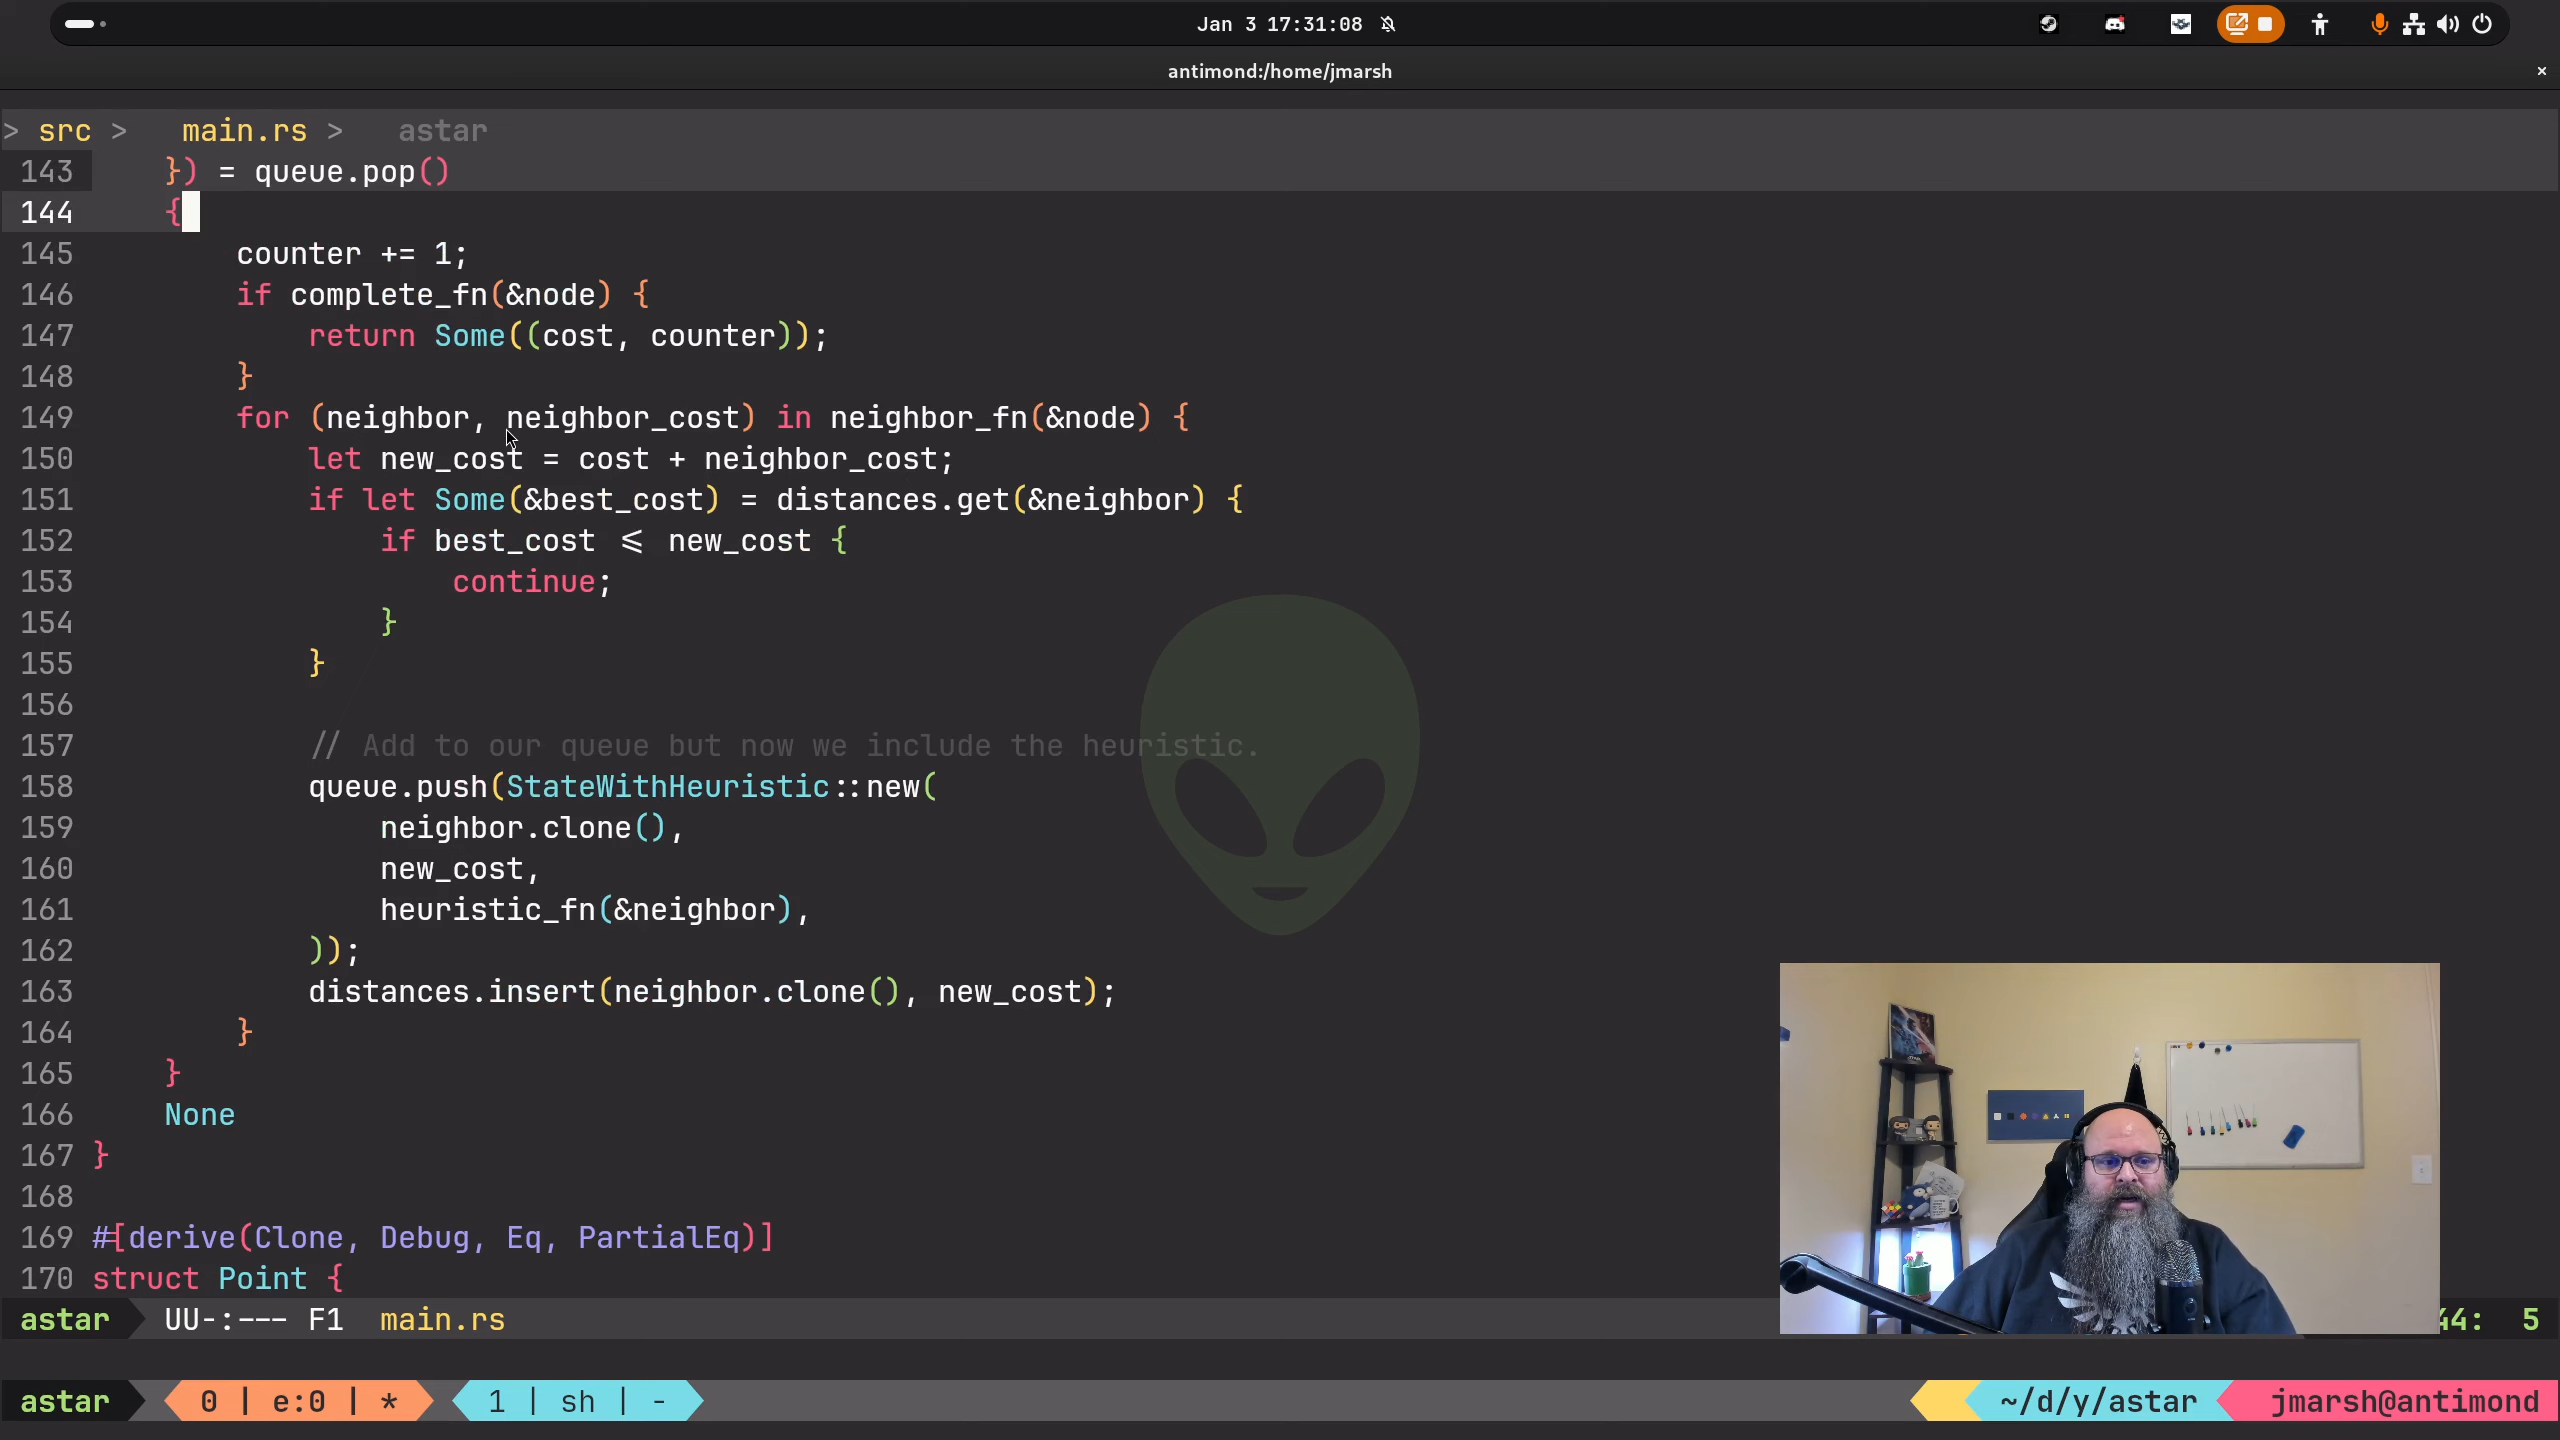 Jan 3 17:31:08
antimond:/home/jmarsh
> src > main.rs > astar
143 }) = queue.pop()
144 {
145 counter += 1;
146 if complete_fn(&node) {
147 return Some((cost, counter));
148 }
149 for (neighbor, neighbor_cost) in neighbor_fn(&node) {
150 let new_cost = cost + neighbor_cost;
151 if let Some(&best_cost) = distances.get(&neighbor) {
152 if best_cost <= new_cost {
153 continue;
154 }
155 }
156
157 // Add to our queue but now we include the heuristic.
158 queue.push(StateWithHeuristic::new(
159 neighbor.clone(),
160 new_cost,
161 heuristic_fn(&neighbor),
162 ));
163 distances.insert(neighbor.clone(), new_cost);
164 }
165 }
166 None
167 }
168
169 #[derive(Clone, Debug, Eq, PartialEq)]
170 struct Point {
astar UU-:--- F1 main.rs 44: 5
astar 0 | e:0 | * 1 | sh | - ~/d/y/astar jmarsh@antimond